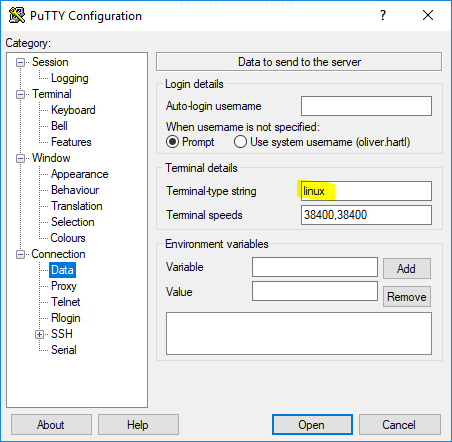 PuTTY Configuration
?
Category:
Session
Logging
Terminal
Keyboard
Bell
Features
Window
Appearance
Behaviour
Translation
Selection
Colours
Connection
Data
Proxy
Telnet
Rlogin
SSH
Serial
Data to send to the server
Login details
Auto-login username
When username is not specified:
Prompt Use system username (oliver.hartl)
Terminal details
Terminal-type string linux
Terminal speeds 38400,38400
Environment variables
Variable Add
Value Remove
About Help Open Cancel